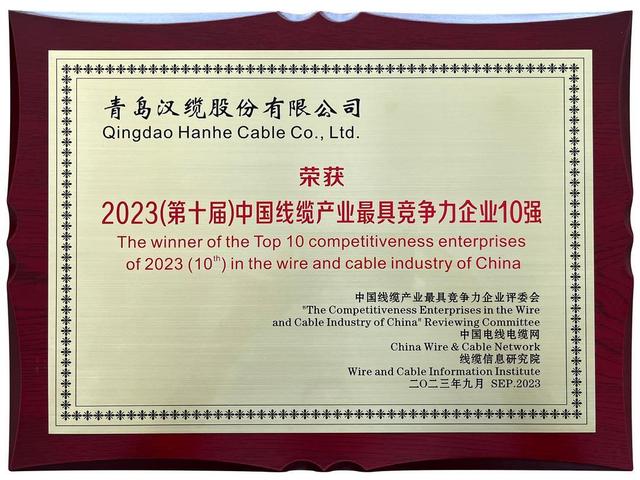 青岛汉缆股份有限公司
Qingdao Hanhe Cable Co., Ltd.
荣获
2023(第十届)中国线缆产业最具竞争力企业10强
The winner of the Top 10 competitiveness enterprises
of 2023 (10th) in the wire and cable industry of China
中国线缆产业最具竞争力企业评委会
"The Competitiveness Enterprises in the Wire
and Cable Industry of China" Reviewing Committee
中国电线电缆网
China Wire & Cable Network
线缆信息研究院
Wire and Cable Information Institute
二〇二三年九月 SEP.2023